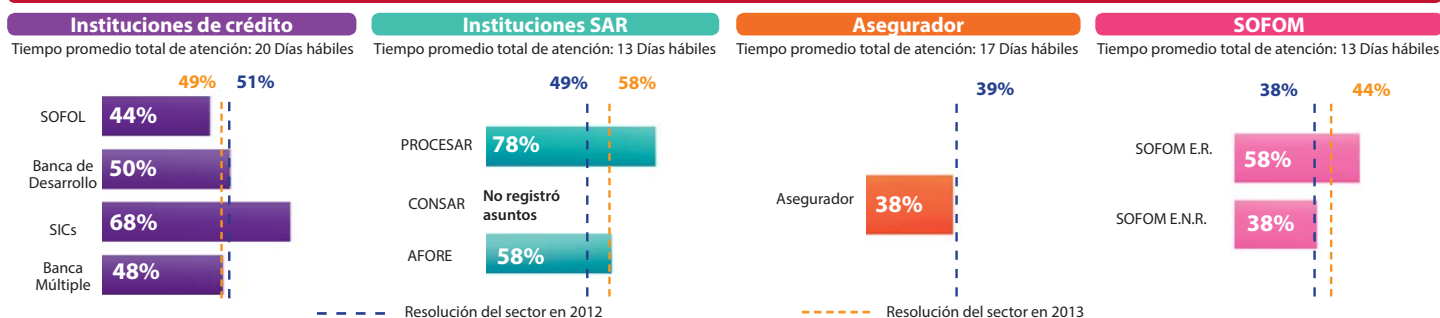 Instituciones de crédito
Tiempo promedio total de atención: 20 Días hábiles
49%
51%
SOFOL
44%
Banca de
Desarrollo
50%
SICs
68%
Banca
Múltiple
48%
Instituciones SAR
Tiempo promedio total de atención: 13 Días hábiles
49%
58%
PROCESAR
78%
CONSAR
No registró
asuntos
AFORE
58%
Asegurador
Tiempo promedio total de atención: 17 Días hábiles
39%
Asegurador
38%
SOFOM
Tiempo promedio total de atención: 13 Días hábiles
38%
44%
SOFOM E.R.
58%
SOFOM E.N.R.
38%
Resolución del sector en 2012
Resolución del sector en 2013